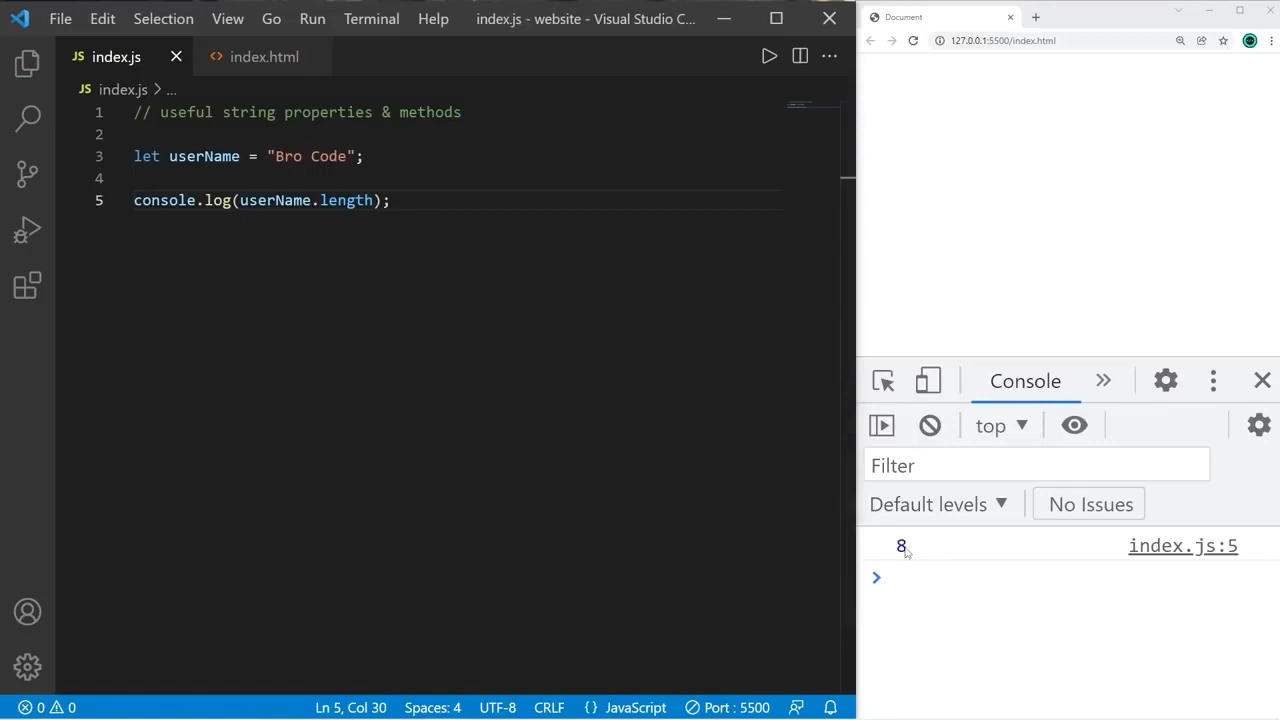 File Edit Selection View Go Run Terminal Help index.js - website - Visual Studio C...
JS index.js <> index.html
JS index.js > ...
1 // useful string properties & methods
2
3 let userName = "Bro Code";
4
5 console.log(userName.length);
0 0 Ln 5, Col 30 Spaces: 4 UTF-8 CRLF {} JavaScript Port : 5500
Document
127.0.0.1:5500/index.html
Console
top
Filter
Default levels No Issues
8 index.js:5